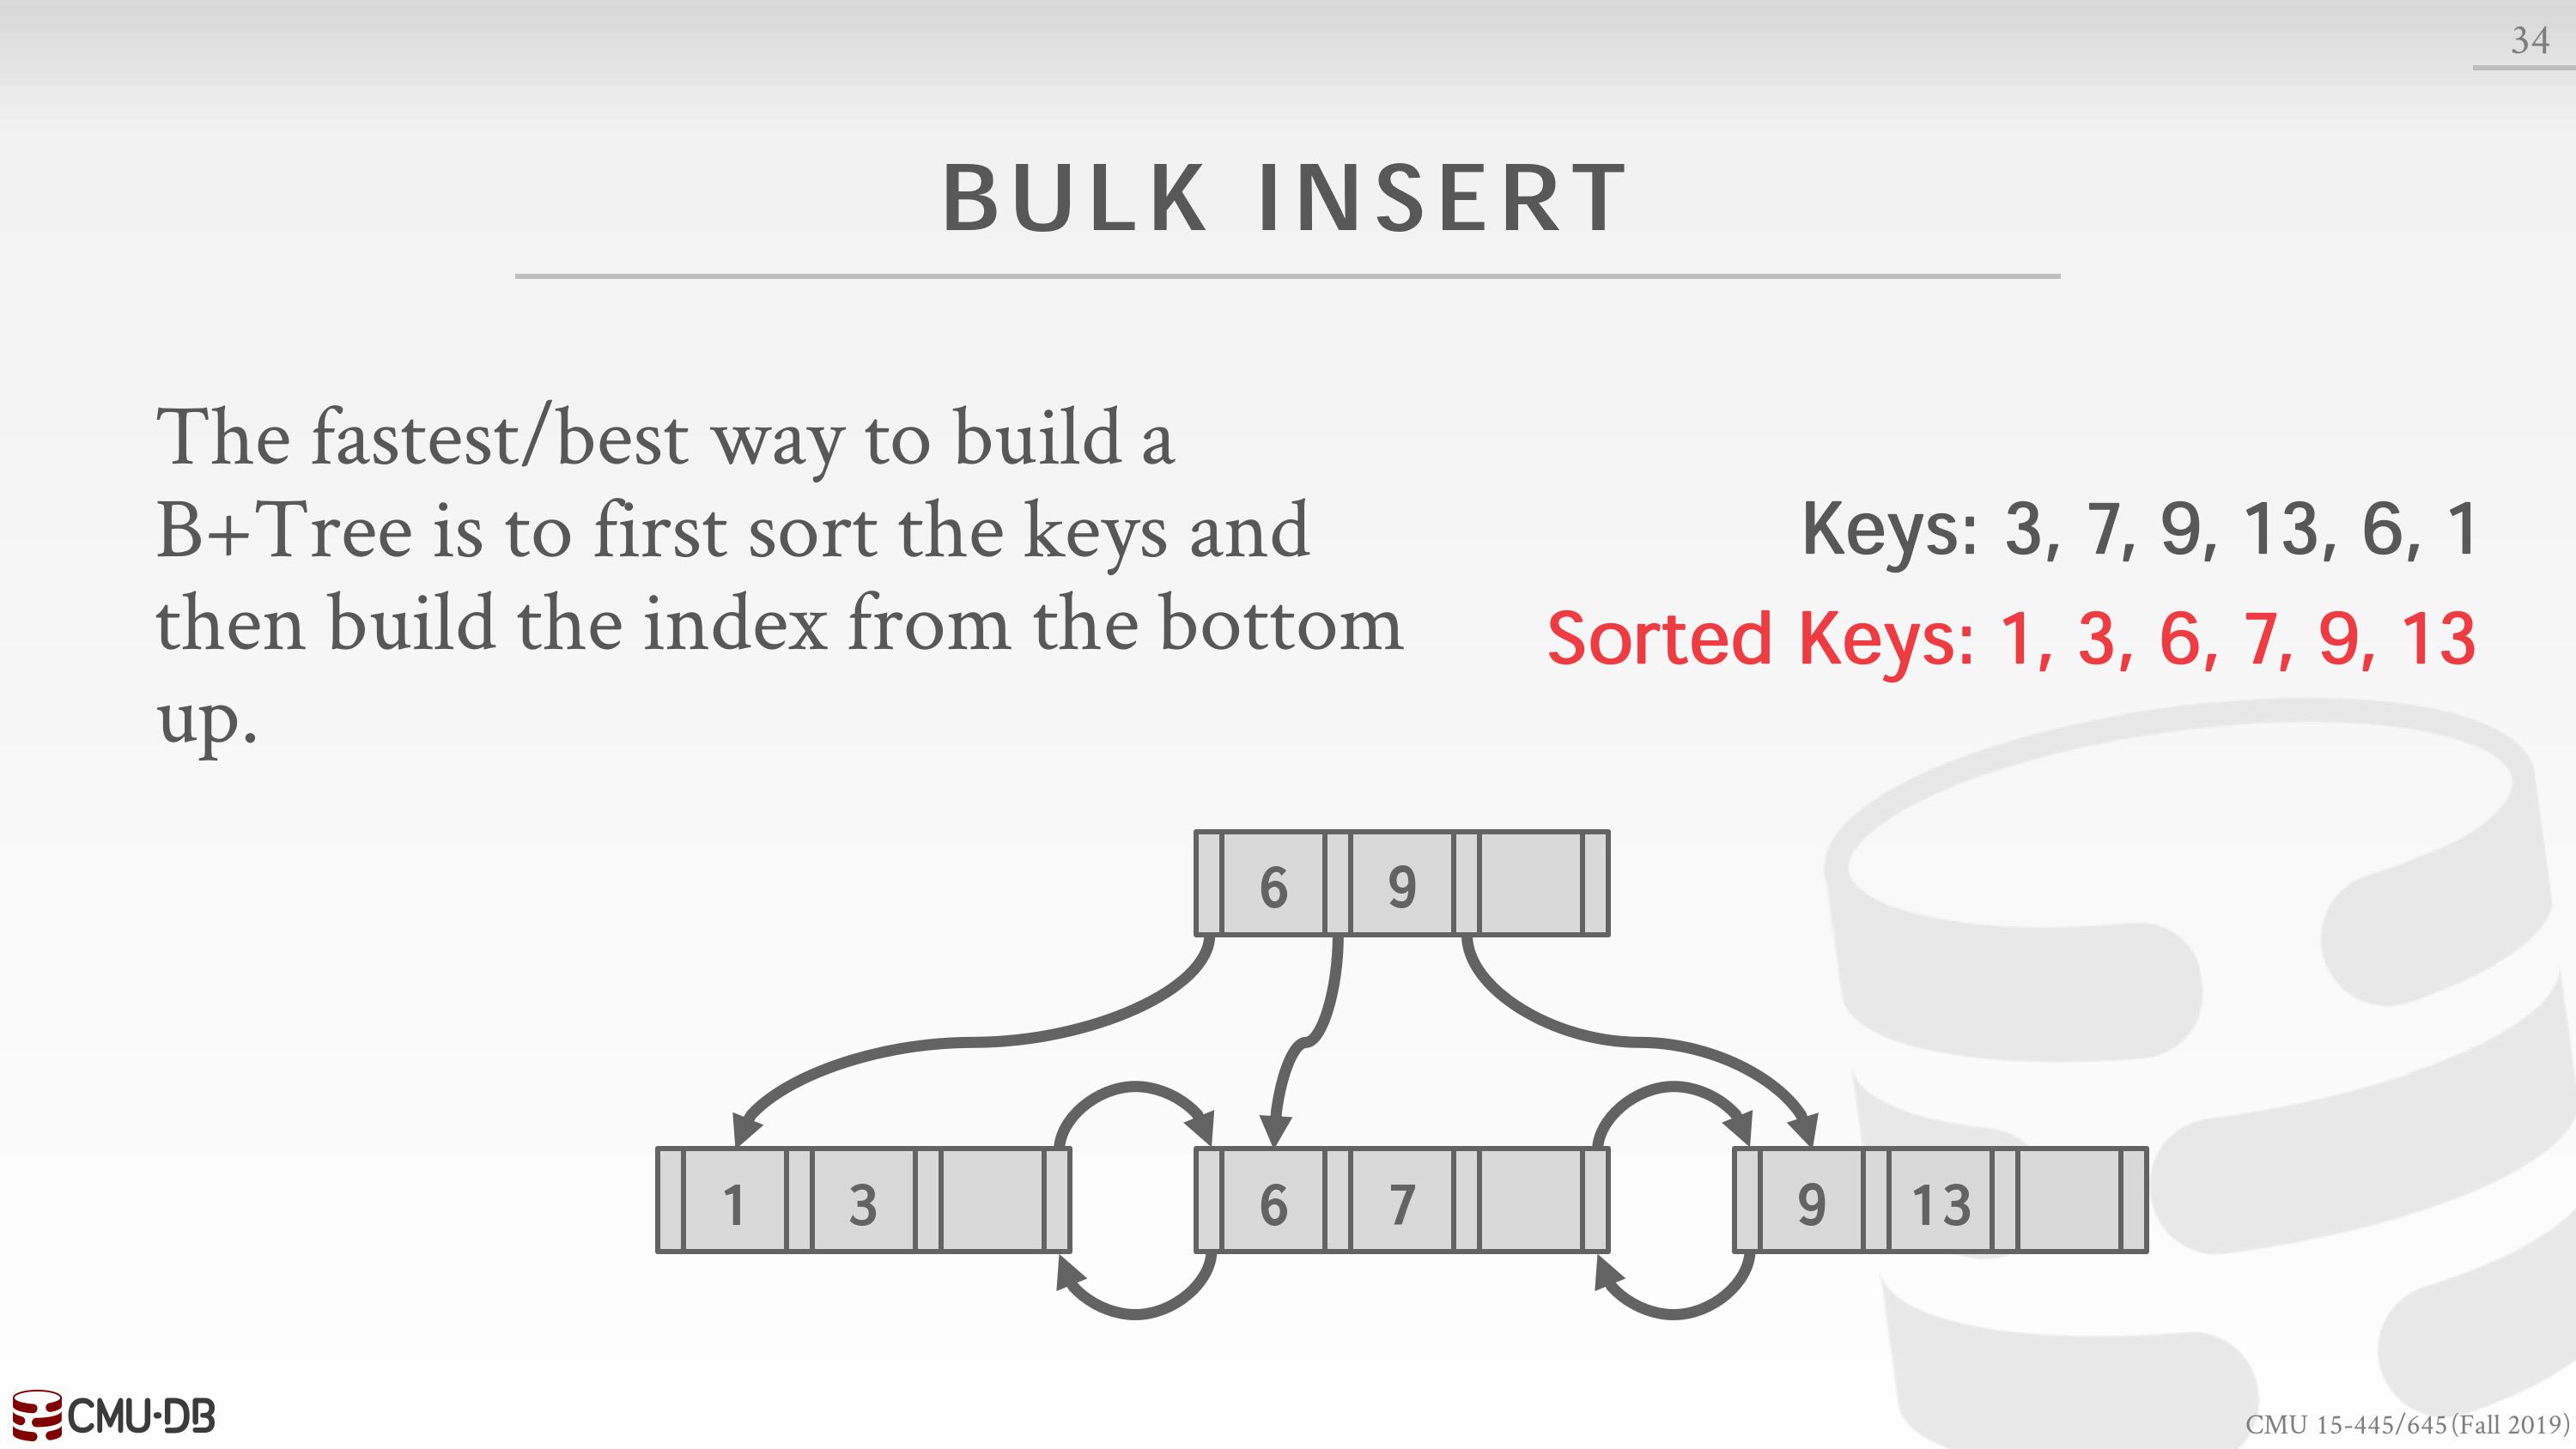 34
BULK INSERT
The fastest/best way to build a
B+Tree is to first sort the keys and
then build the index from the bottom
up.
Keys: 3, 7, 9, 13, 6, 1
Sorted Keys: 1, 3, 6, 7, 9, 13
6 9
1 3 6 7 9 13
CMU·DB
CMU 15-445/645 (Fall 2019)